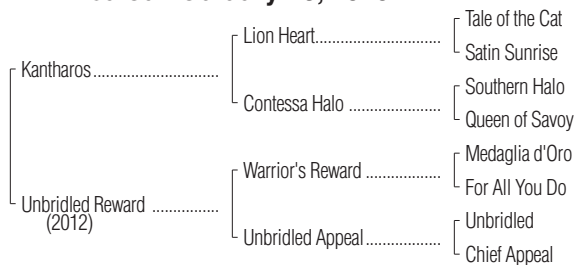 Tale of the Cat
Lion Heart
Satin Sunrise
Kantharos
Southern Halo
Contessa Halo
Queen of Savoy
Medaglia d'Oro
Warrior's Reward
For All You Do
Unbridled Reward
(2012)
Unbridled
Unbridled Appeal
Chief Appeal